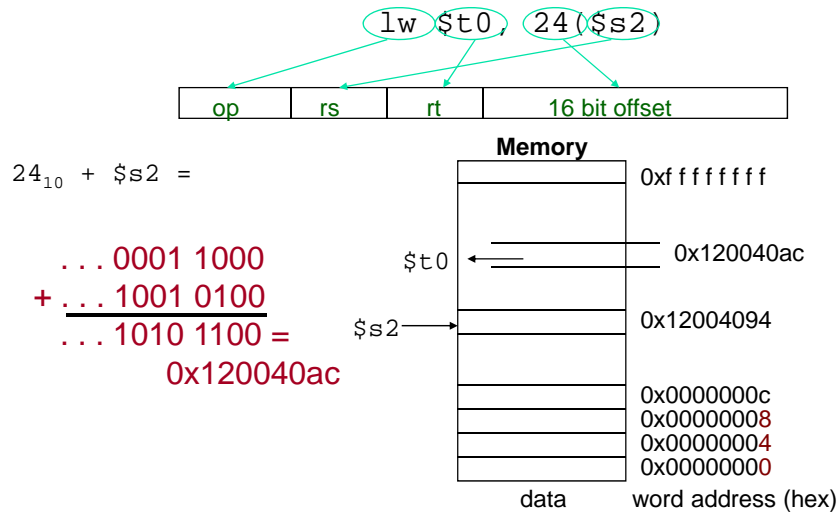 lw $t0, 24($s2)
op rs rt 16 bit offset
Memory
24₁₀ + $s2 =
0xf f f f f f f f
. . . 0001 1000
+ . . . 1001 0100
. . . 1010 1100 =
0x120040ac
$t0
0x120040ac
$s2
0x12004094
0x0000000c
0x00000008
0x00000004
0x00000000
data word address (hex)